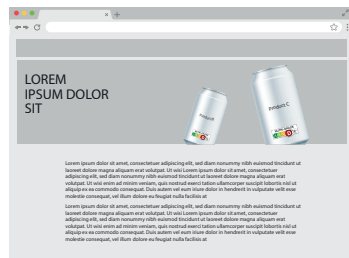 LOREM
IPSUM DOLOR
SIT
Product C
Lorem ipsum dolor sit amet, consectetuer adipiscing elit, sed diam nonummy nibh euismod tincidunt ut
laoreet dolore magna aliquam erat volutpat. Ut wisi Lorem ipsum dolor sit amet, consectetuer
adipiscing elit, sed diam nonummy nibh euismod tincidunt ut laoreet dolore magna aliquam erat
volutpat. Ut wisi enim ad minim veniam, quis nostrud exerci tation ullamcorper suscipit lobortis nisl ut
aliquip ex ea commodo consequat. Duis autem vel eum iriure dolor in hendrerit in vulputate velit esse
molestie consequat, vel illum dolore eu feugiat nulla facilisis at
Lorem ipsum dolor sit amet, consectetuer adipiscing elit, sed diam nonummy nibh euismod tincidunt ut
laoreet dolore magna aliquam erat volutpat. Ut wisi Lorem ipsum dolor sit amet, consectetuer
adipiscing elit, sed diam nonummy nibh euismod tincidunt ut laoreet dolore magna aliquam erat
volutpat. Ut wisi enim ad minim veniam, quis nostrud exerci tation ullamcorper suscipit lobortis nisl ut
aliquip ex ea commodo consequat. Duis autem vel eum iriure dolor in hendrerit in vulputate velit esse
molestie consequat, vel illum dolore eu feugiat nulla facilisis at